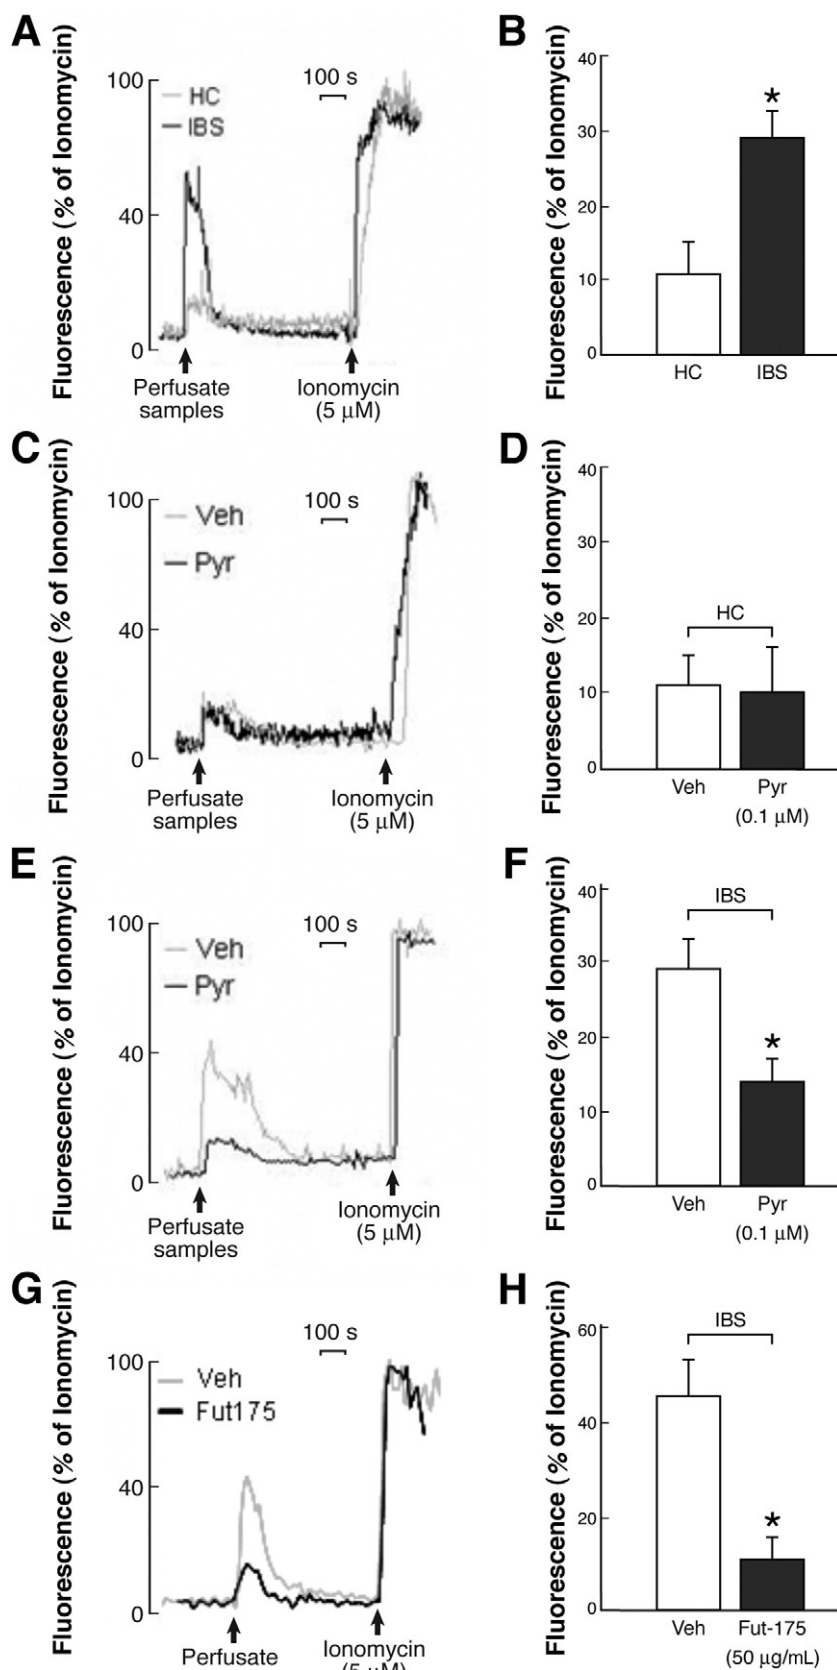 A
Fluorescence (% of Ionomycin)
100
40
0
HC
IBS
100 s
Perfusate
samples
Ionomycin
(5 µM)
B
Fluorescence (% of Ionomycin)
40
30
20
10
0
*
HC
IBS
C
Fluorescence (% of Ionomycin)
100
40
0
Veh
Pyr
100 s
Perfusate
samples
Ionomycin
(5 µM)
D
Fluorescence (% of Ionomycin)
40
30
20
10
0
HC
Veh
Pyr
(0.1 µM)
E
Fluorescence (% of Ionomycin)
100
40
0
Veh
Pyr
100 s
Perfusate
samples
Ionomycin
(5 µM)
F
Fluorescence (% of Ionomycin)
40
30
20
10
0
IBS
*
Veh
Pyr
(0.1 µM)
G
Fluorescence (% of Ionomycin)
100
40
0
Veh
Fut175
100 s
Perfusate
Ionomycin
(5 µM)
H
Fluorescence (% of Ionomycin)
60
40
20
0
IBS
*
Veh
Fut-175
(50 µg/mL)